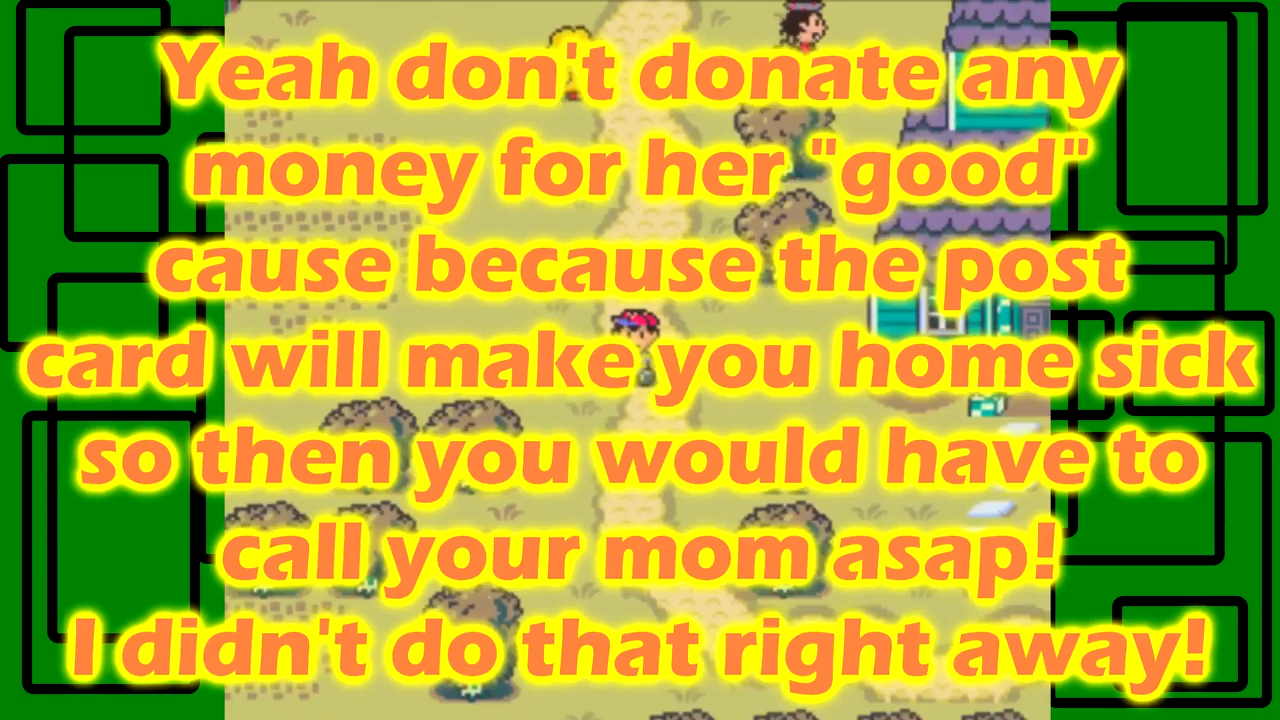 Yeah don't donate any
money for her "good"
cause because the post
card will make you home sick
so then you would have to
call your mom asap!
I didn't do that right away!